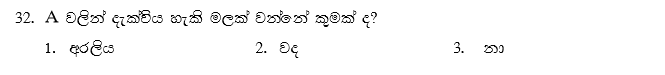 32. A වලින් දැක්විය හැකි මලක් වන්නේ කුමක් ද?
1. අරලිය 2. වද 3. නා